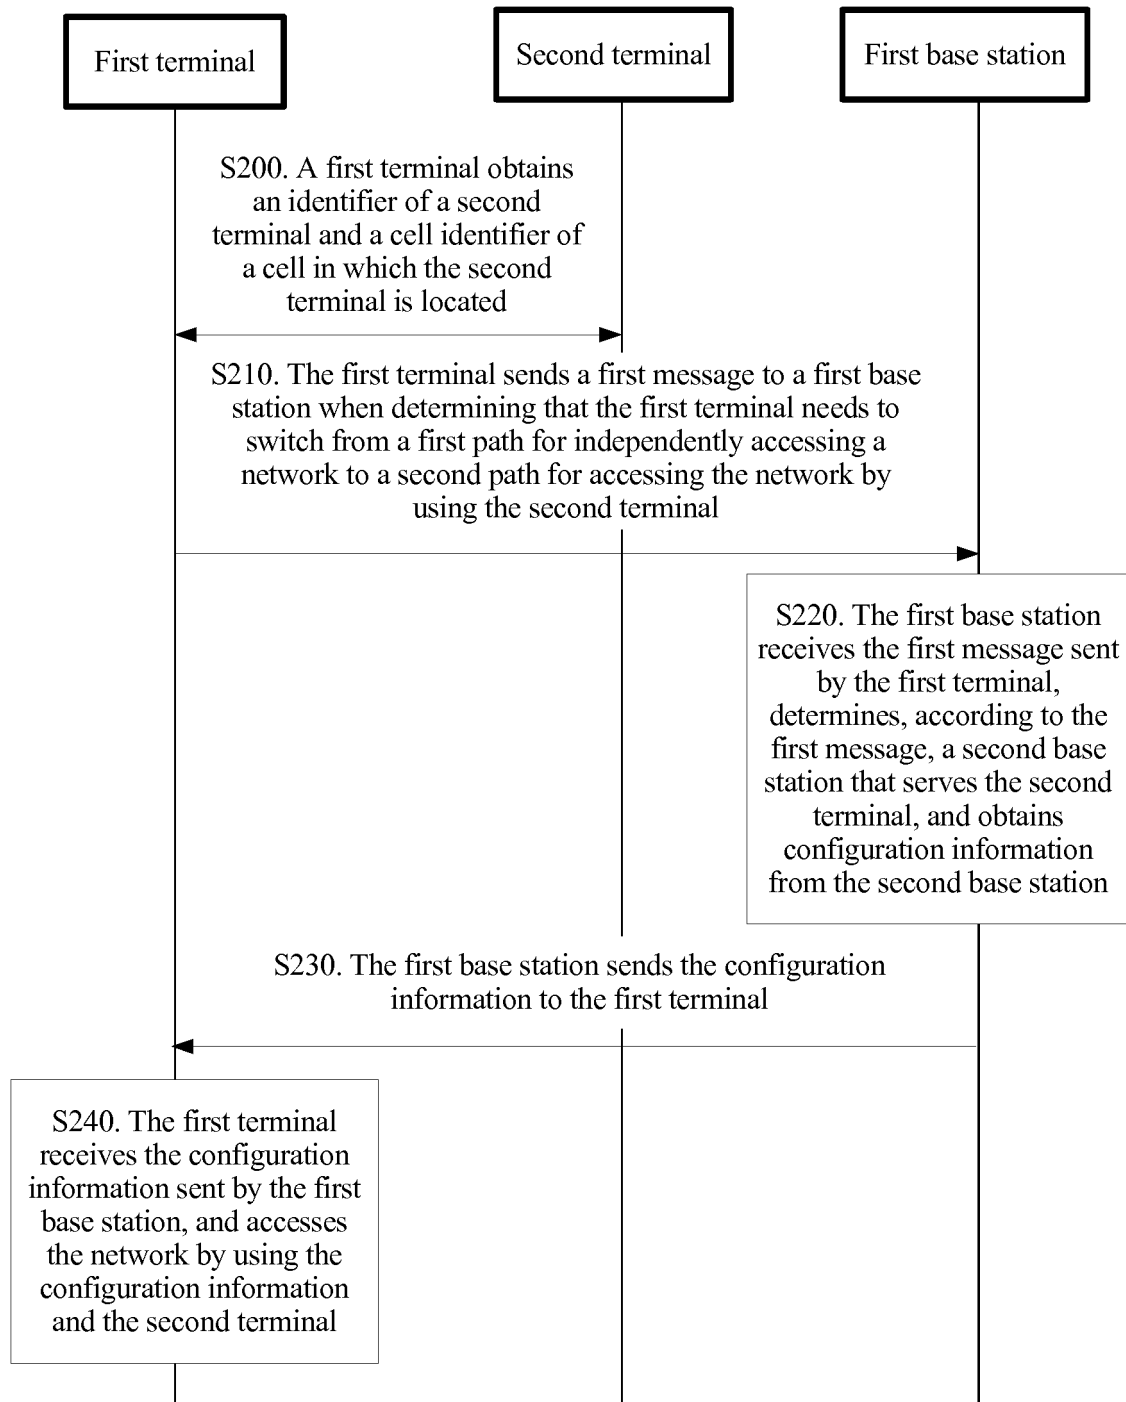 First terminal
Second terminal
First base station
S200. A first terminal obtains
an identifier of a second
terminal and a cell identifier of
a cell in which the second
terminal is located
S210. The first terminal sends a first message to a first base
station when determining that the first terminal needs to
switch from a first path for independently accessing a
network to a second path for accessing the network by
using the second terminal
S220. The first base station
receives the first message sent
by the first terminal,
determines, according to the
first message, a second base
station that serves the second
terminal, and obtains
configuration information
from the second base station
S230. The first base station sends the configuration
information to the first terminal
S240. The first terminal
receives the configuration
information sent by the first
base station, and accesses
the network by using the
configuration information
and the second terminal